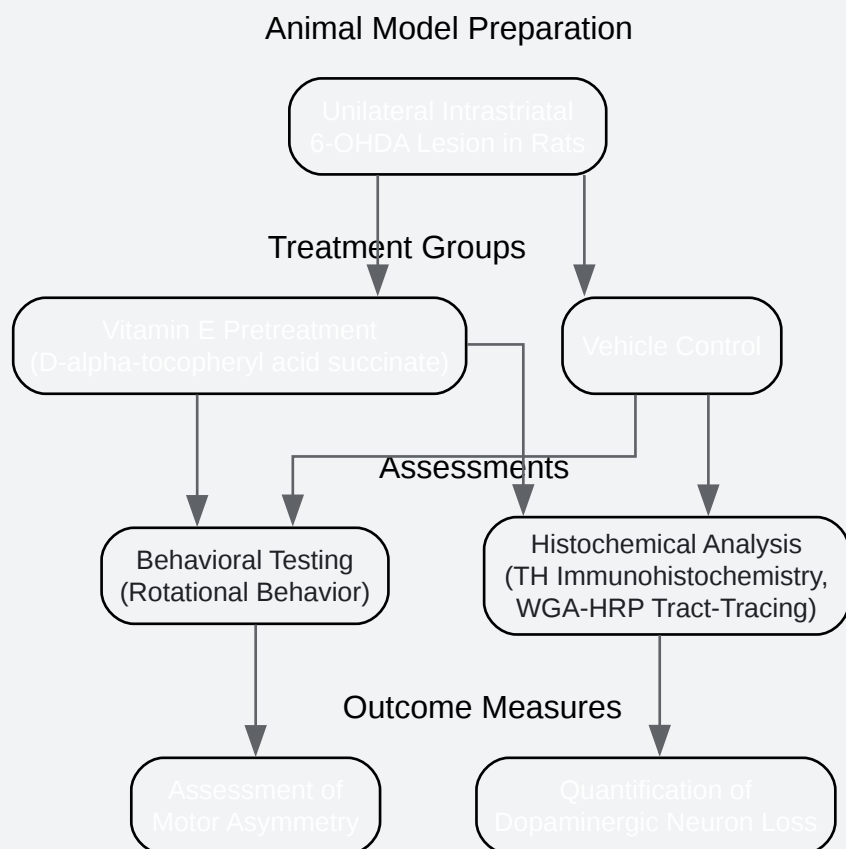 Animal Model Preparation
Unilateral Intrastriatal
6-OHDA Lesion in Rats
Treatment Groups
Vitamin E Pretreatment
(D-alpha-tocopheryl acid succinate)
Vehicle Control
Assessments
Behavioral Testing
(Rotational Behavior)
Histochemical Analysis
(TH Immunohistochemistry,
WGA-HRP Tract-Tracing)
Outcome Measures
Assessment of
Motor Asymmetry
Quantification of
Dopaminergic Neuron Loss